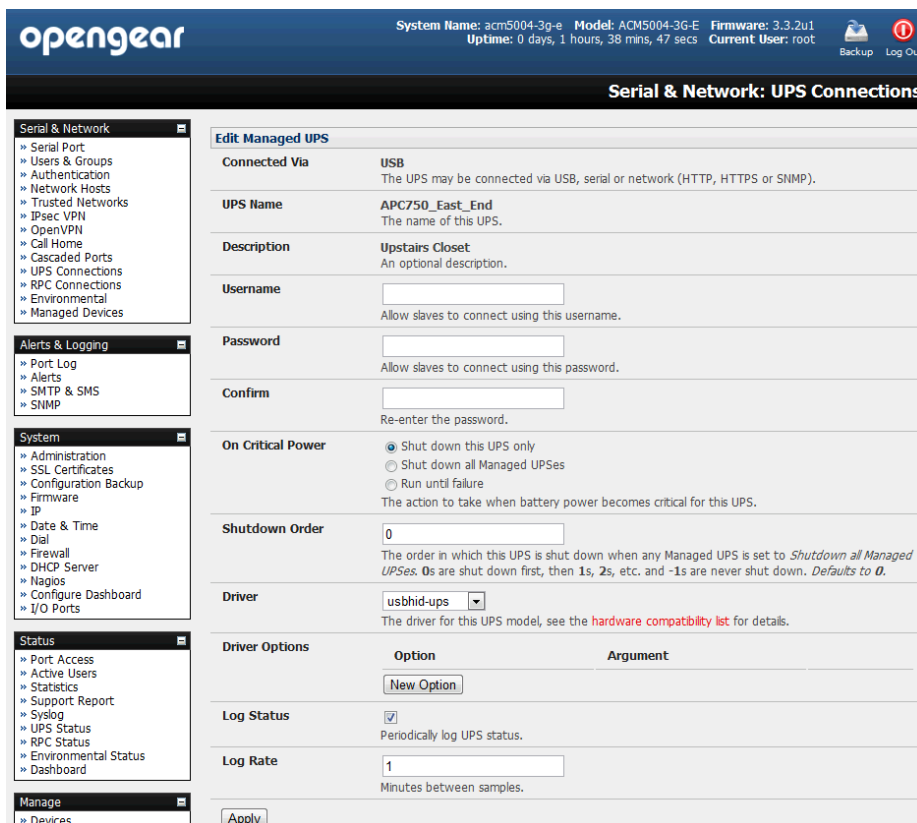 opengear
System Name: acm5004-3g-e Model: ACM5004-3G-E Firmware: 3.3.2u1
Uptime: 0 days, 1 hours, 38 mins, 47 secs Current User: root
Backup
Log Ou
Serial & Network: UPS Connections
Serial & Network
» Serial Port
» Users & Groups
» Authentication
» Network Hosts
» Trusted Networks
» IPsec VPN
» OpenVPN
» Call Home
» Cascaded Ports
» UPS Connections
» RPC Connections
» Environmental
» Managed Devices
Alerts & Logging
» Port Log
» Alerts
» SMTP & SMS
» SNMP
System
» Administration
» SSL Certificates
» Configuration Backup
» Firmware
» IP
» Date & Time
» Dial
» Firewall
» DHCP Server
» Nagios
» Configure Dashboard
» I/O Ports
Status
» Port Access
» Active Users
» Statistics
» Support Report
» Syslog
» UPS Status
» RPC Status
» Environmental Status
» Dashboard
Manage
» Devices
Edit Managed UPS
Connected Via
USB
The UPS may be connected via USB, serial or network (HTTP, HTTPS or SNMP).
UPS Name
APC750_East_End
The name of this UPS.
Description
Upstairs Closet
An optional description.
Username
Allow slaves to connect using this username.
Password
Allow slaves to connect using this password.
Confirm
Re-enter the password.
On Critical Power
Shut down this UPS only
Shut down all Managed UPSes
Run until failure
The action to take when battery power becomes critical for this UPS.
Shutdown Order
0
The order in which this UPS is shut down when any Managed UPS is set to Shutdown all Managed
UPSes. 0s are shut down first, then 1s, 2s, etc. and -1s are never shut down. Defaults to 0.
Driver
usbhid-ups
The driver for this UPS model, see the hardware compatibility list for details.
Driver Options
Option Argument
New Option
Log Status
Periodically log UPS status.
Log Rate
1
Minutes between samples.
Apply